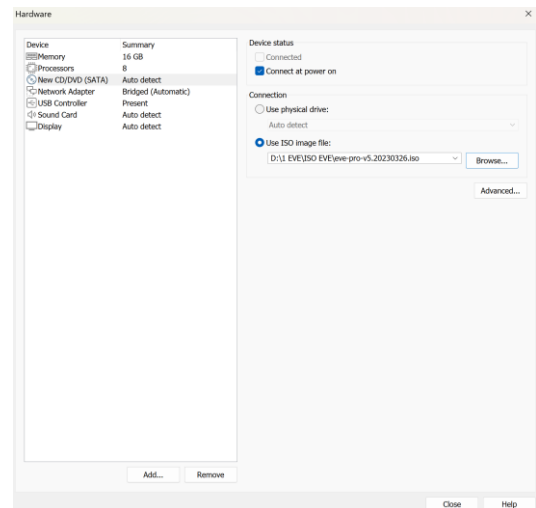 Hardware
Device Summary
Memory 16 GB
Processors 8
New CD/DVD (SATA) Auto detect
Network Adapter Bridged (Automatic)
USB Controller Present
Sound Card Auto detect
Display Auto detect
Add... Remove
Device status
Connected
Connect at power on
Connection
Use physical drive:
Auto detect
Use ISO image file:
D:\1 EVE\ISO EVE\eve-pro-v5.20230326.iso Browse...
Advanced...
Close Help